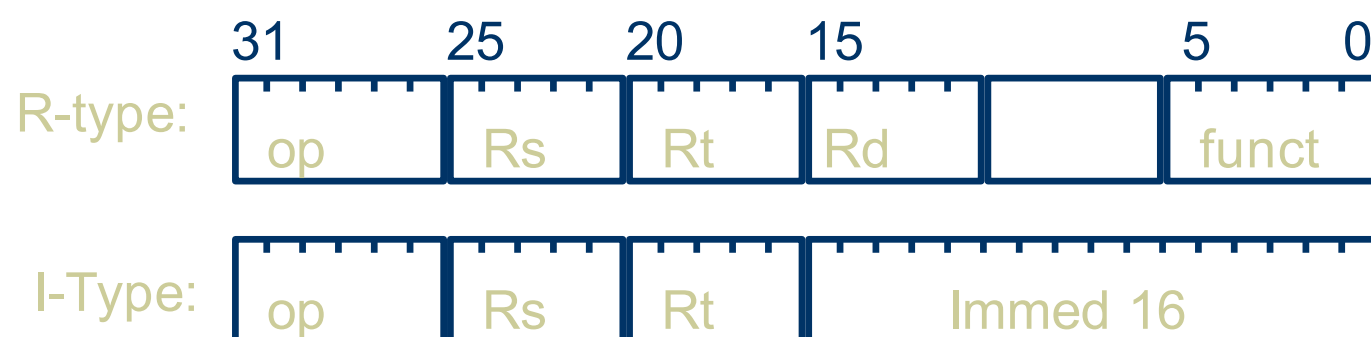 31 25 20 15 5 0
R-type:
op Rs Rt Rd funct
I-Type:
op Rs Rt Immed 16